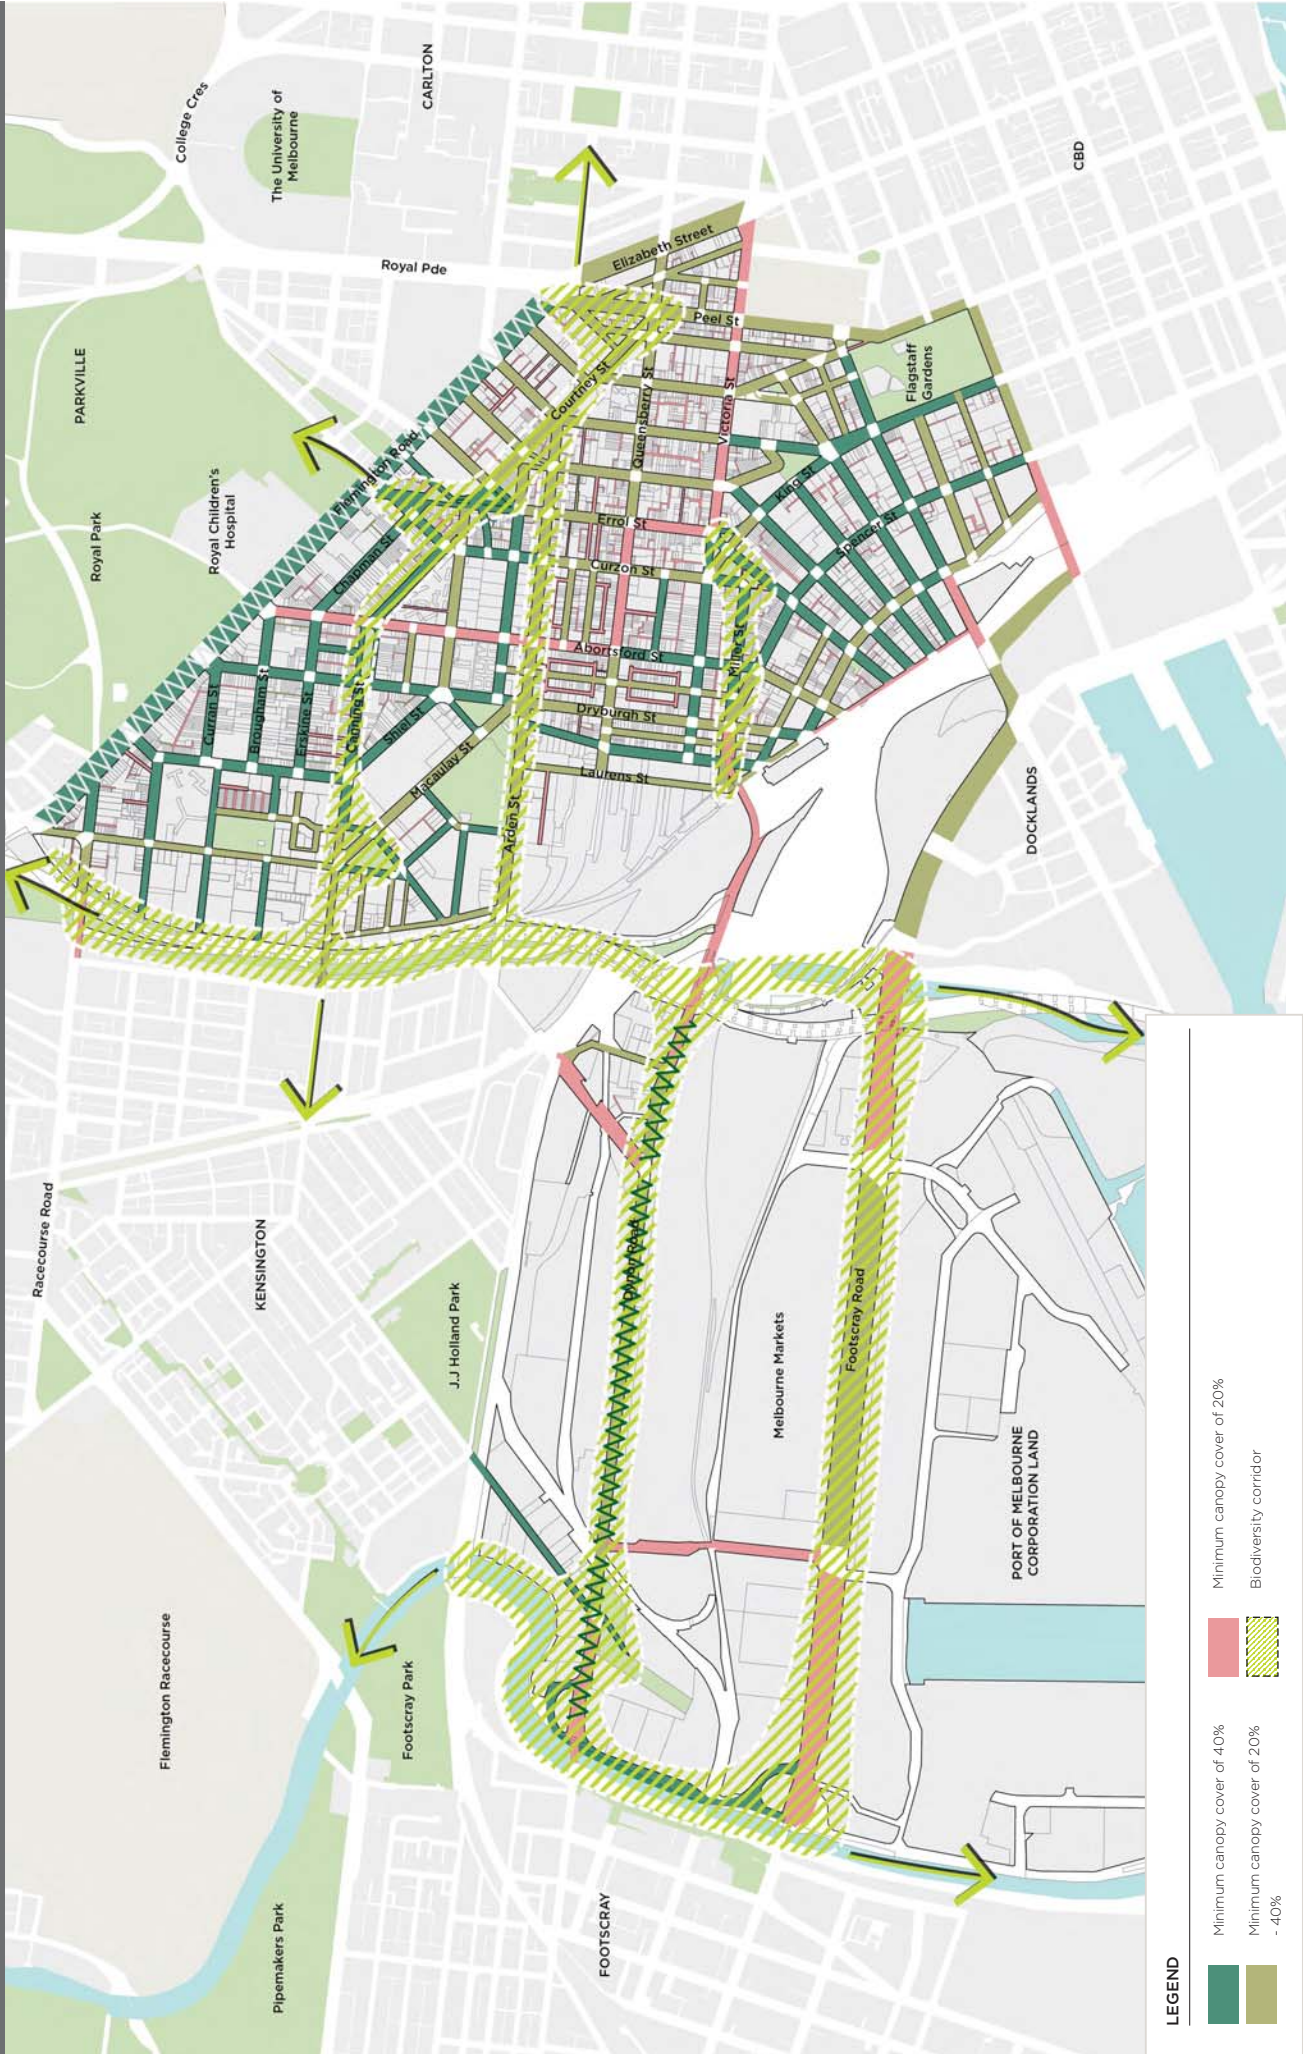 PARKVILLE
Royal Park
Royal Children's
Hospital
College Cres
The University of
Melbourne
CARLTON
Royal Pde
CBD
Elizabeth Street
Peel St
Flagstaff
Gardens
Courtney St
Queensberry St
Victoria St
King St
Spencer St
Flemington Road
Chapman St
Errol St
Curzon St
Abortsford St
Miller St
Dryburgh St
Laurens St
Curran St
Brougham St
Erskine St
Canning St
Shiel St
Macaulay St
Arden St
DOCKLANDS
Racecourse Road
KENSINGTON
J.J Holland Park
Dynon Road
Melbourne Markets
Footscray Road
PORT OF MELBOURNE
CORPORATION LAND
Flemington Racecourse
Footscray Park
Pipemakers Park
FOOTSCRAY
LEGEND
Minimum canopy cover of 40%
Minimum canopy cover of 20%
- 40%
Minimum canopy cover of 20%
Biodiversity corridor